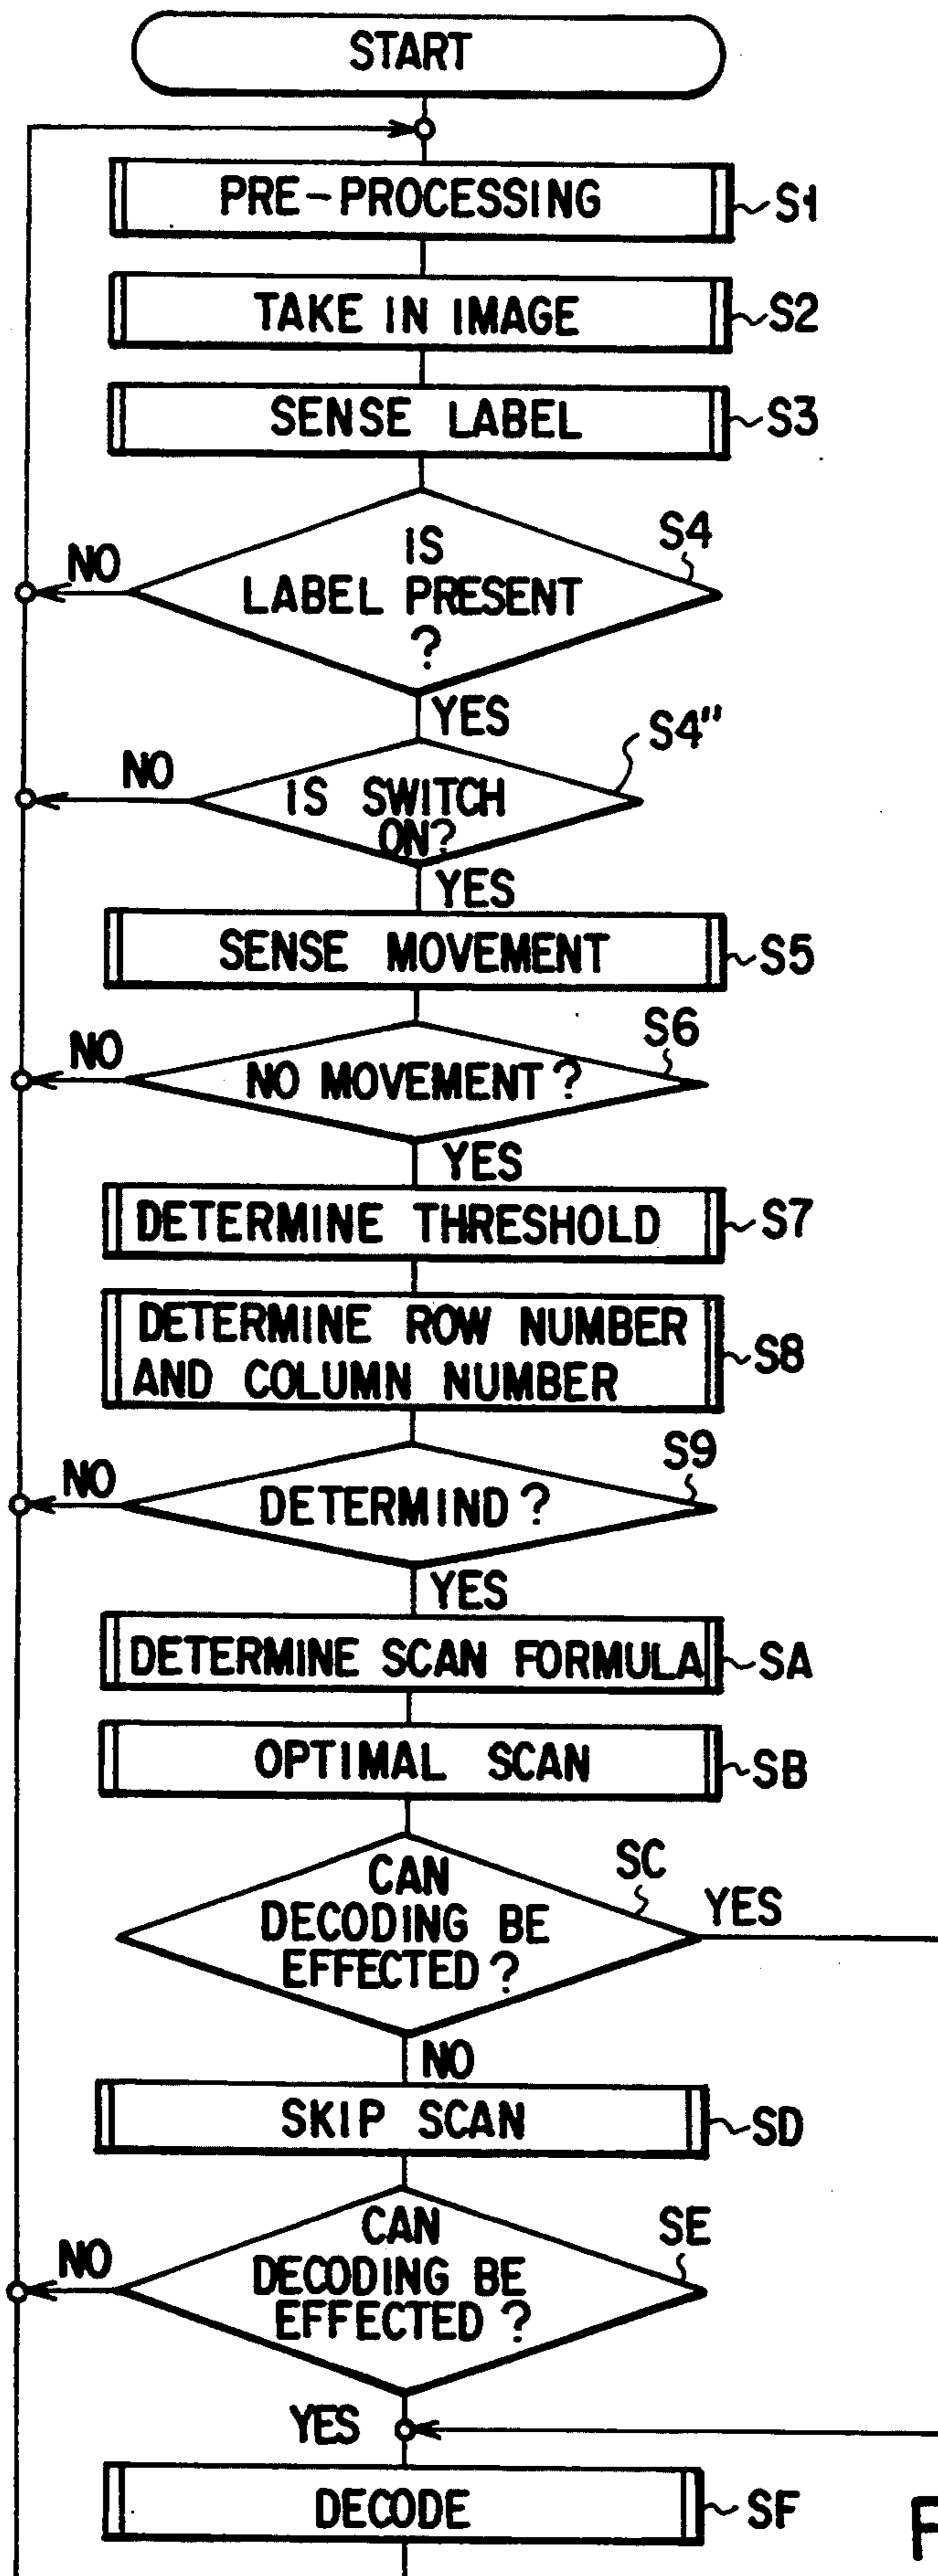 START
PRE-PROCESSING
S1
TAKE IN IMAGE
S2
SENSE LABEL
S3
IS
LABEL PRESENT
?
S4
NO
YES
IS SWITCH
ON?
S4"
NO
YES
SENSE MOVEMENT
S5
NO MOVEMENT?
S6
NO
YES
DETERMINE THRESHOLD
S7
DETERMINE ROW NUMBER
AND COLUMN NUMBER
S8
DETERMIND?
S9
NO
YES
DETERMINE SCAN FORMULA
SA
OPTIMAL SCAN
SB
CAN
DECODING BE
EFFECTED?
SC
YES
NO
SKIP SCAN
SD
CAN
DECODING BE
EFFECTED?
SE
NO
YES
DECODE
SF